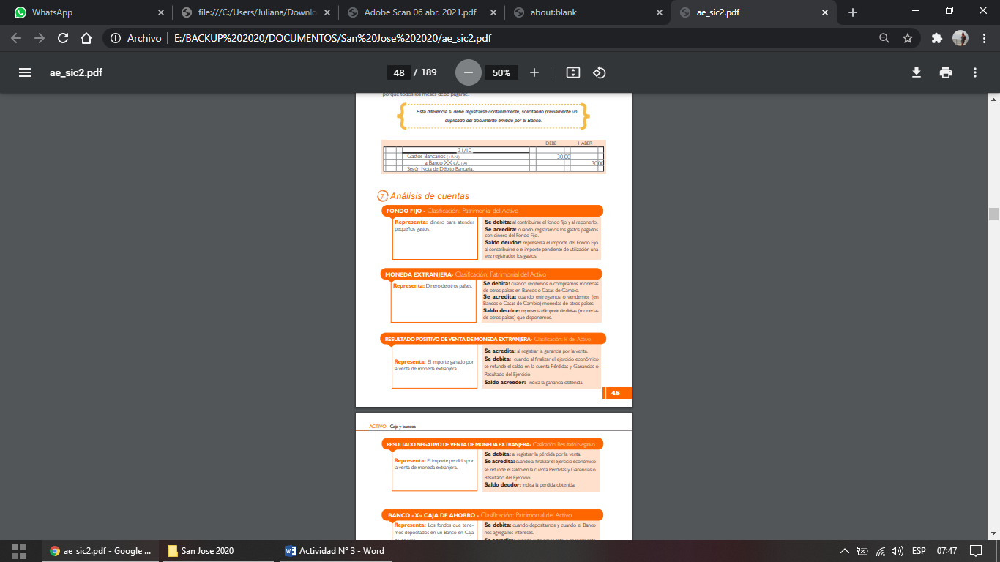 WhatsApp
file:///C:/Users/Juliana/Downlo
Adobe Scan 06 abr. 2021.pdf
about:blank
ae_sic2.pdf
Archivo
E:/BACKUP%202020/DOCUMENTOS/San%20Jose%202020/ae_sic2.pdf
ae_sic2.pdf
48 / 189
50%
porque todos los meses debe pagarse.
Esta diferencia sí debe registrarse contablemente, solicitando previamente un
duplicado del documento emitido por el Banco.
DEBE HABER
31/10
Gastos Bancarios (+R.N.) 30,00
a Banco XX c/c (-A) 30,00
Según Nota de Débito Bancaria.
7 Análisis de cuentas
FONDO FIJO - Clasificación: Patrimonial del Activo
Representa: dinero para atender
pequeños gastos.
Se debita: al contribuirse el fondo fijo y al reponerlo.
Se acredita: cuando registramos los gastos pagados
con dinero del Fondo Fijo.
Saldo deudor: representa el importe del Fondo Fijo
al constribuirse o el importe pendiente de utilización una
vez registrados los gastos.
MONEDA EXTRANJERA- Clasificación: Patrimonial del Activo
Representa: Dinero de otros países.
Se debita: cuando recibimos o compramos monedas
de otros países en Bancos o Casas de Cambio.
Se acredita: cuando entregamos o vendemos (en
Bancos o Casas de Cambio) monedas de otros países.
Saldo deudor: representa el importe de divisas (monedas
de otros países) que disponemos.
RESULTADO POSITIVO DE VENTA DE MONEDA EXTRANJERA- Clasificación: P. del Activo
Representa: El importe ganado por
la venta de moneda extranjera.
Se acredita: al registrar la ganancia por la venta.
Se debita: cuando al finalizar el ejercicio económico
se refunde el saldo en la cuenta Pérdidas y Ganancias o
Resultado del Ejercicio.
Saldo acreedor: indica la ganancia obtenida.
48
ACTIVO - Caja y bancos
RESULTADO NEGATIVO DE VENTA DE MONEDA EXTRANJERA- Clasificación: Resultado Negativo
Representa: El importe perdido por
la venta de moneda extranjera.
Se debita: al registrar la pérdida por la venta.
Se acredita: cuando al finalizar el ejercicio económico
se refunde el saldo en la cuenta Pérdidas y Ganancias o
Resultado del Ejercicio.
Saldo deudor: indica la perdida obtenida.
BANCO «X» CAJA DE AHORRO - Clasificación: Patrimonial del Activo
Representa: Los fondos que tene-
mos depositados en un Banco en Caja
Se debita: cuando depositamos y cuando el Banco
nos agrega los intereses.
ae_sic2.pdf - Google ...
San Jose 2020
Actividad N° 3 - Word
ESP
07:47